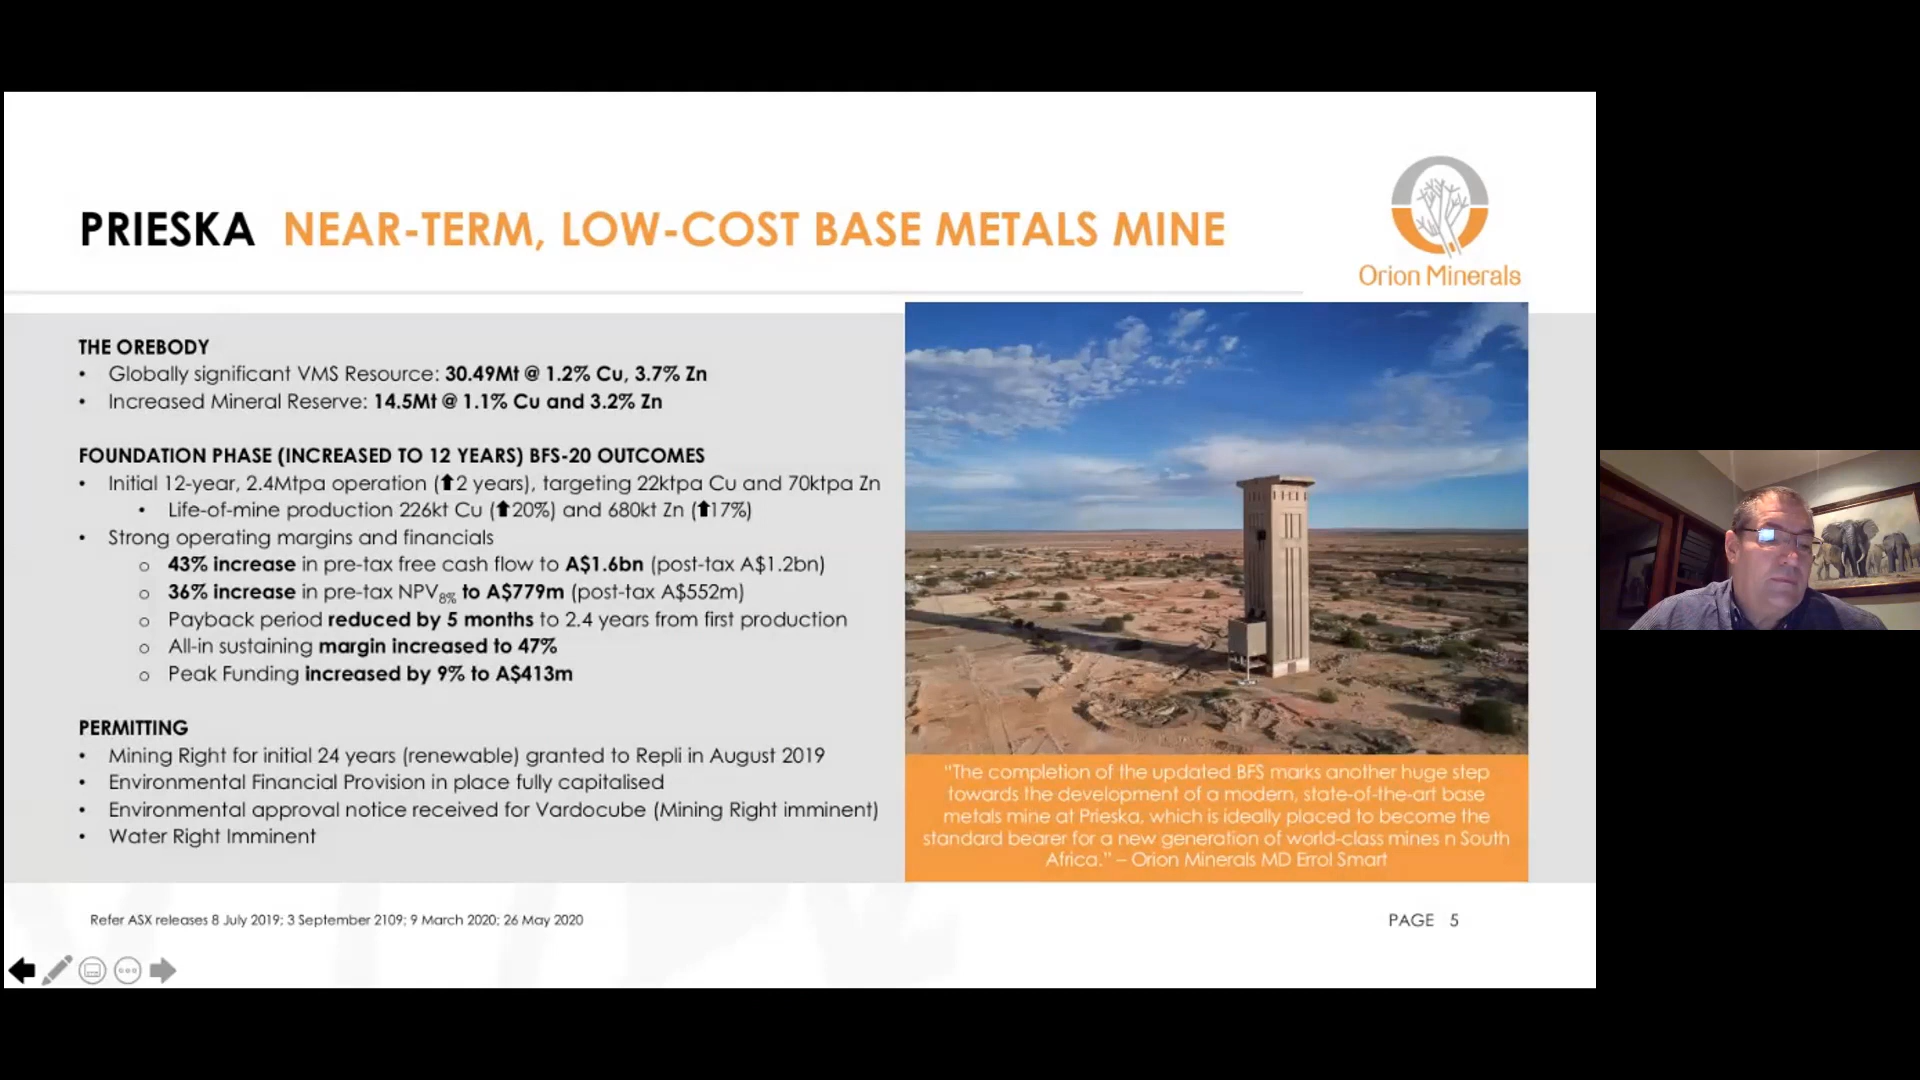 PRIESKA NEAR-TERM, LOW-COST BASE METALS MINE
Orion Minerals
THE OREBODY
• Globally significant VMS Resource: 30.49Mt @ 1.2% Cu, 3.7% Zn
• Increased Mineral Reserve: 14.5Mt @ 1.1% Cu and 3.2% Zn
FOUNDATION PHASE (INCREASED TO 12 YEARS) BFS-20 OUTCOMES
• Initial 12-year, 2.4Mtpa operation (⬆2 years), targeting 22ktpa Cu and 70ktpa Zn
• Life-of-mine production 226kt Cu (⬆20%) and 680kt Zn (⬆17%)
• Strong operating margins and financials
o 43% increase in pre-tax free cash flow to A$1.6bn (post-tax A$1.2bn)
o 36% increase in pre-tax NPV8% to A$779m (post-tax A$552m)
o Payback period reduced by 5 months to 2.4 years from first production
o All-in sustaining margin increased to 47%
o Peak Funding increased by 9% to A$413m
PERMITTING
• Mining Right for initial 24 years (renewable) granted to Repli in August 2019
• Environmental Financial Provision in place fully capitalised
• Environmental approval notice received for Vardocube (Mining Right imminent)
• Water Right Imminent
"The completion of the updated BFS marks another huge step
towards the development of a modern, state-of-the-art base
metals mine at Prieska, which is ideally placed to become the
standard bearer for a new generation of world-class mines n South
Africa." – Orion Minerals MD Errol Smart
Refer ASX releases 8 July 2019; 3 September 2109; 9 March 2020; 26 May 2020
PAGE 5